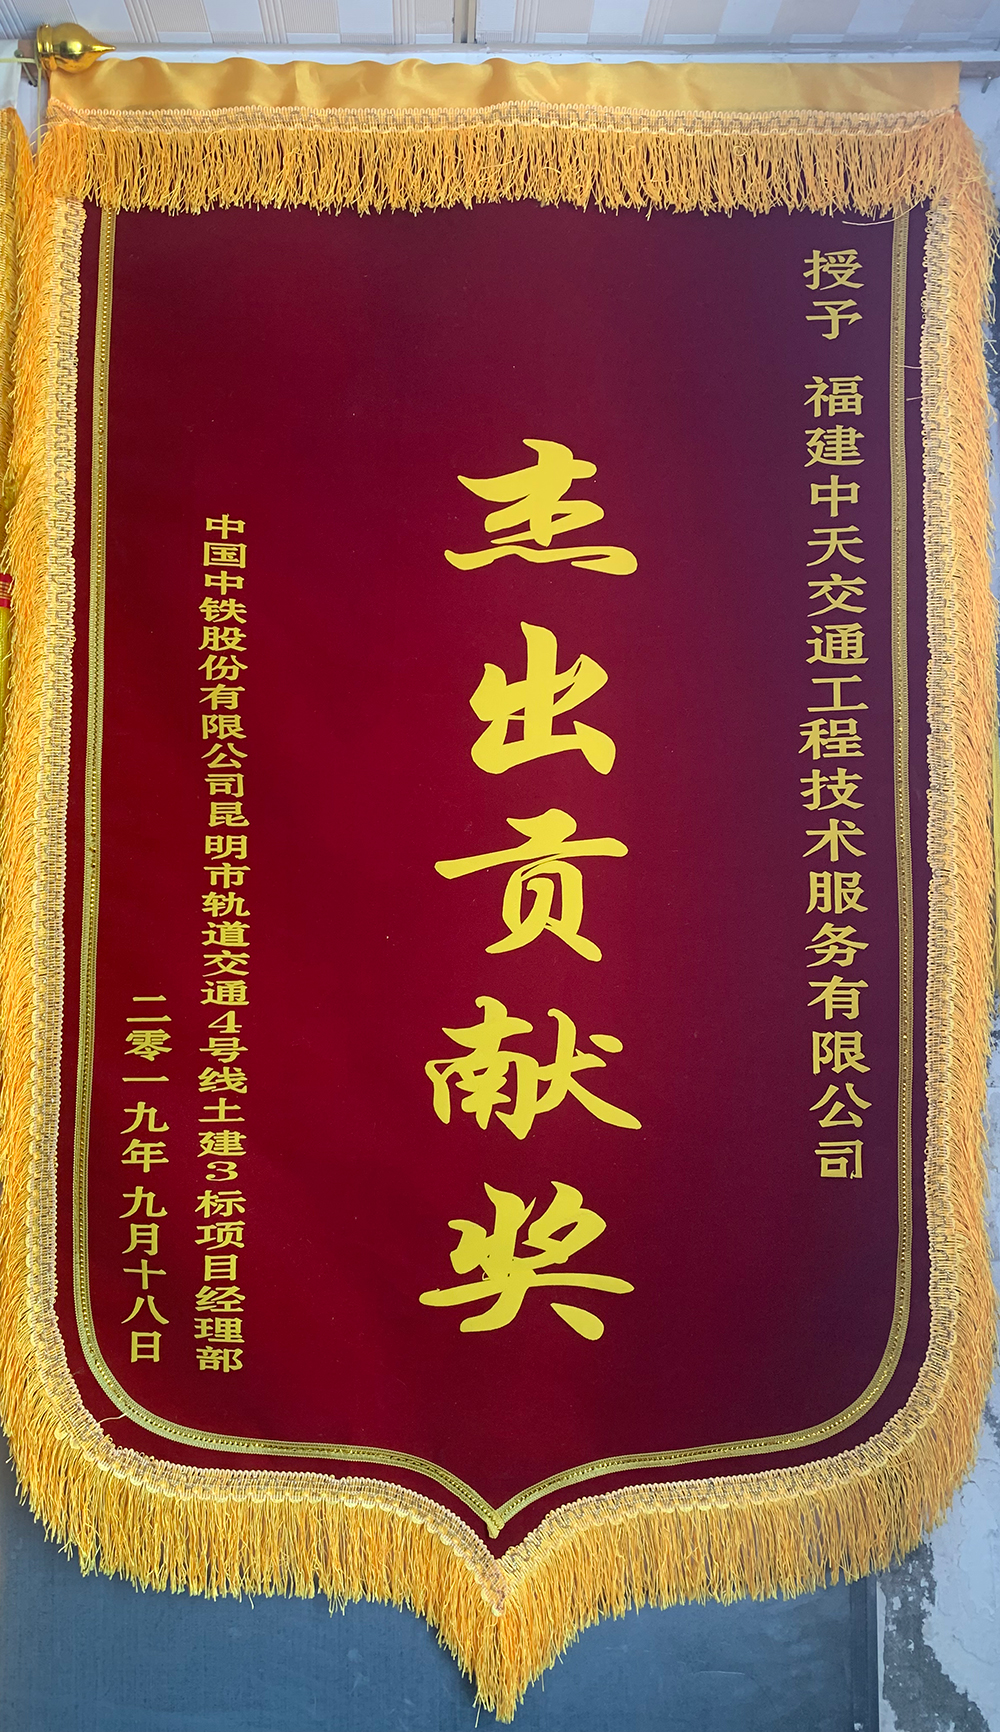 授予 福建中天交通工程技术服务有限公司
杰出贡献奖
中国中铁股份有限公司昆明市轨道交通4号线土建3标项目经理部
二零一九年九月十八日